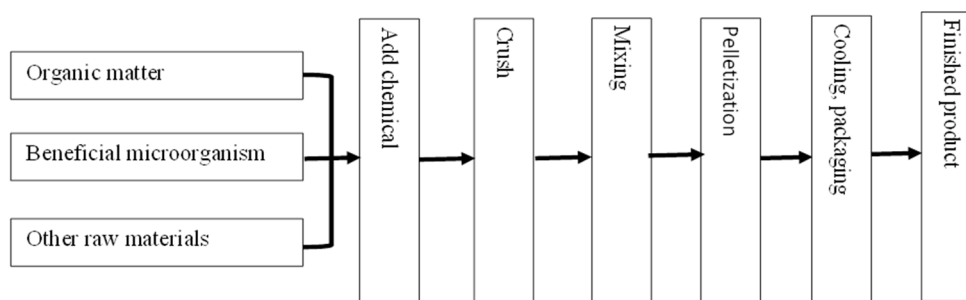 Organic matter
Beneficial microorganism
Other raw materials
Add chemical
Crush
Mixing
Pelletization
Cooling, packaging
Finished product